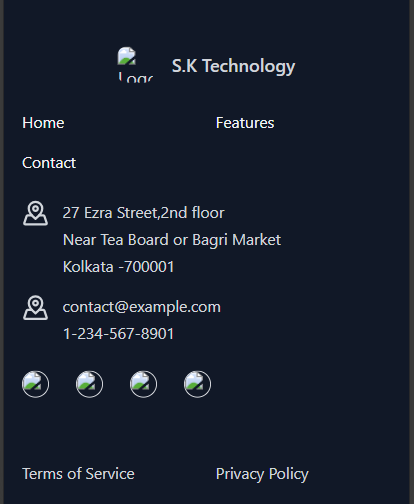 Logo
S.K Technology
Home
Features
Contact
27 Ezra Street,2nd floor
Near Tea Board or Bagri Market
Kolkata -700001
contact@example.com
1-234-567-8901
Terms of Service
Privacy Policy